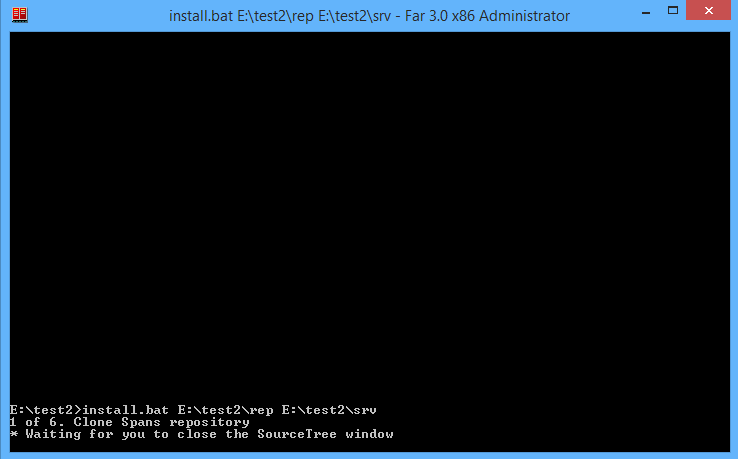 install.bat E:\test2\rep E:\test2\srv - Far 3.0 x86 Administrator
E:\test2>install.bat E:\test2\rep E:\test2\srv
1 of 6. Clone Spans repository
* Waiting for you to close the SourceTree window